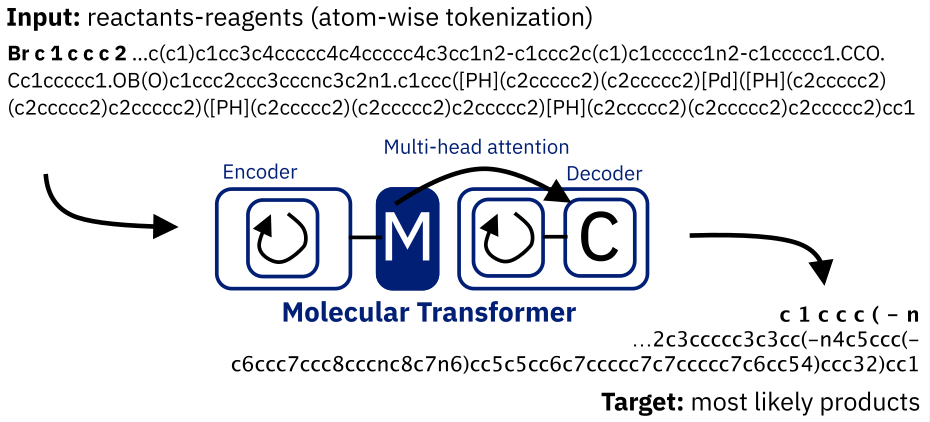 Input: reactants-reagents (atom-wise tokenization)
Br c 1 c c c 2 ...c(c1)c1cc3c4ccccc4c4ccccc4c3cc1n2-c1ccc2c(c1)c1ccccc1n2-c1ccccc1.CCO.
Cc1ccccc1.OB(O)c1ccc2ccc3cccnc3c2n1.c1ccc([PH](c2ccccc2)(c2ccccc2)[Pd]([PH](c2ccccc2)
(c2ccccc2)c2ccccc2)([PH](c2ccccc2)(c2ccccc2)c2ccccc2)[PH](c2ccccc2)(c2ccccc2)c2ccccc2)cc1
Multi-head attention
Encoder
Decoder
M
C
Molecular Transformer
c 1 c c c ( – n
...2c3ccccc3c3cc(–n4c5ccc(–
c6ccc7ccc8cccnc8c7n6)cc5c5cc6c7ccccc7c7ccccc7c6cc54)ccc32)cc1
Target: most likely products